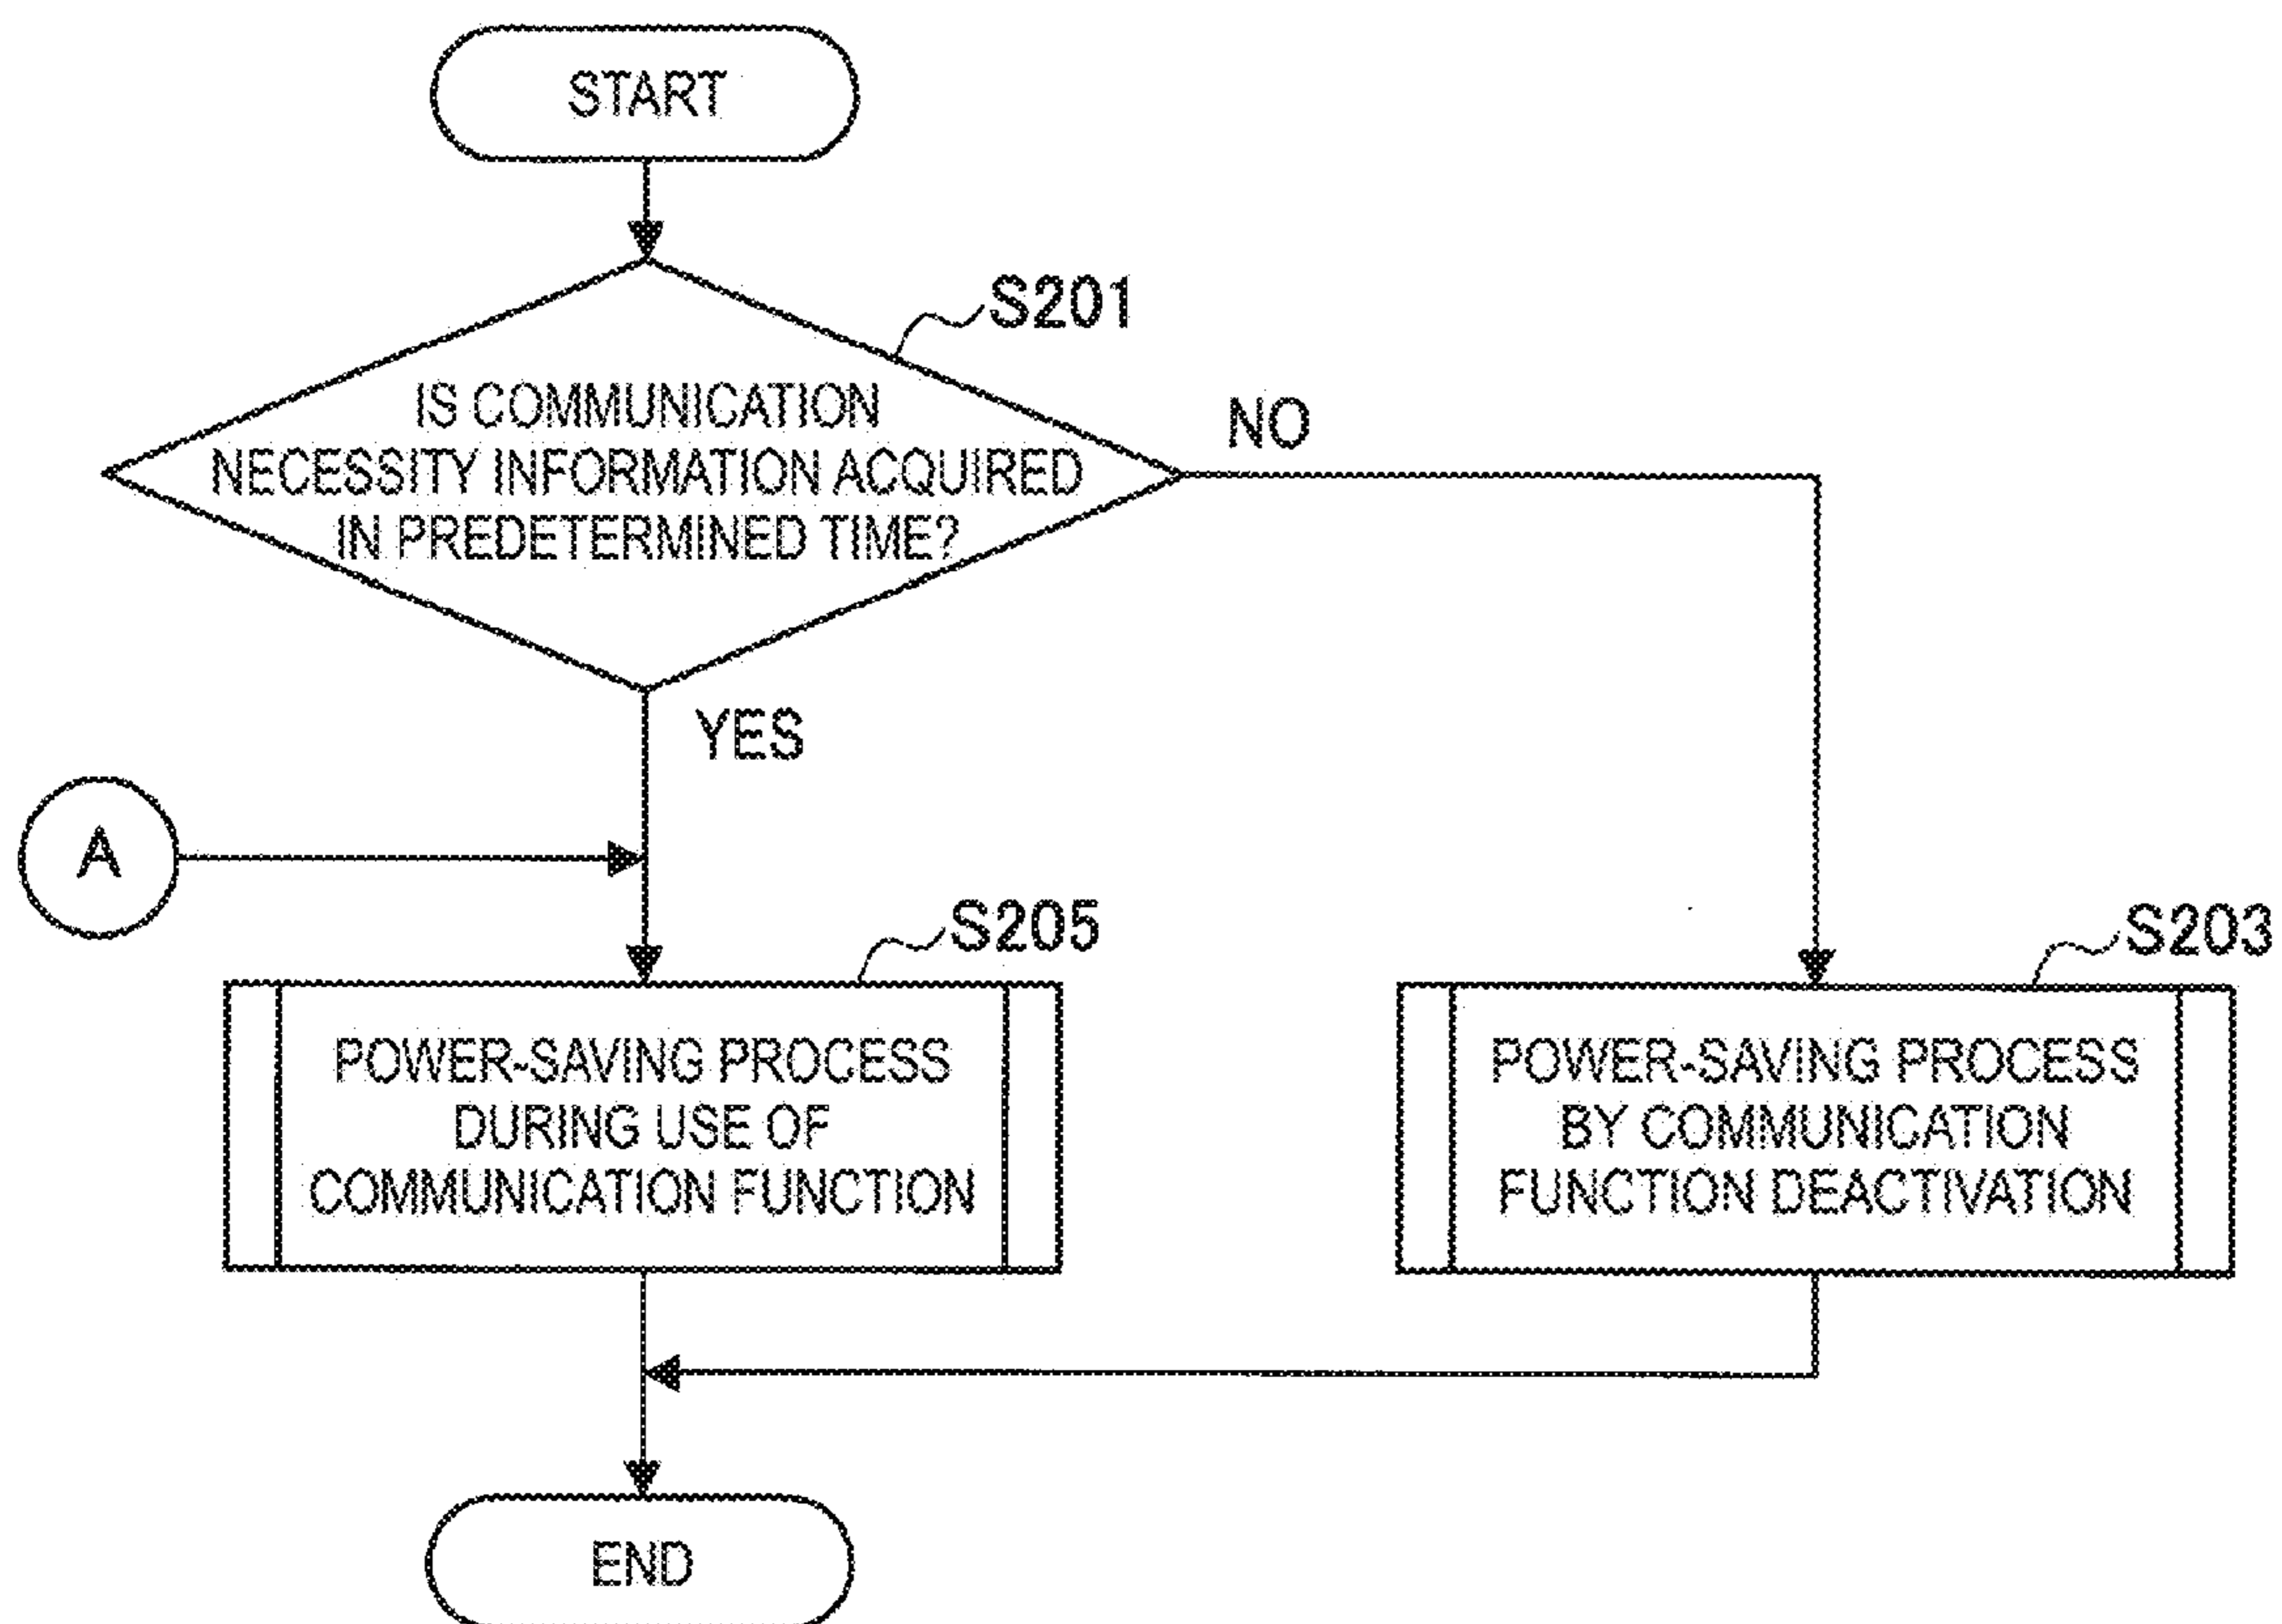 START
S201
IS COMMUNICATION
NECESSITY INFORMATION ACQUIRED
IN PREDETERMINED TIME?
NO
YES
A
S205
POWER-SAVING PROCESS
DURING USE OF
COMMUNICATION FUNCTION
S203
POWER-SAVING PROCESS
BY COMMUNICATION
FUNCTION DEACTIVATION
END